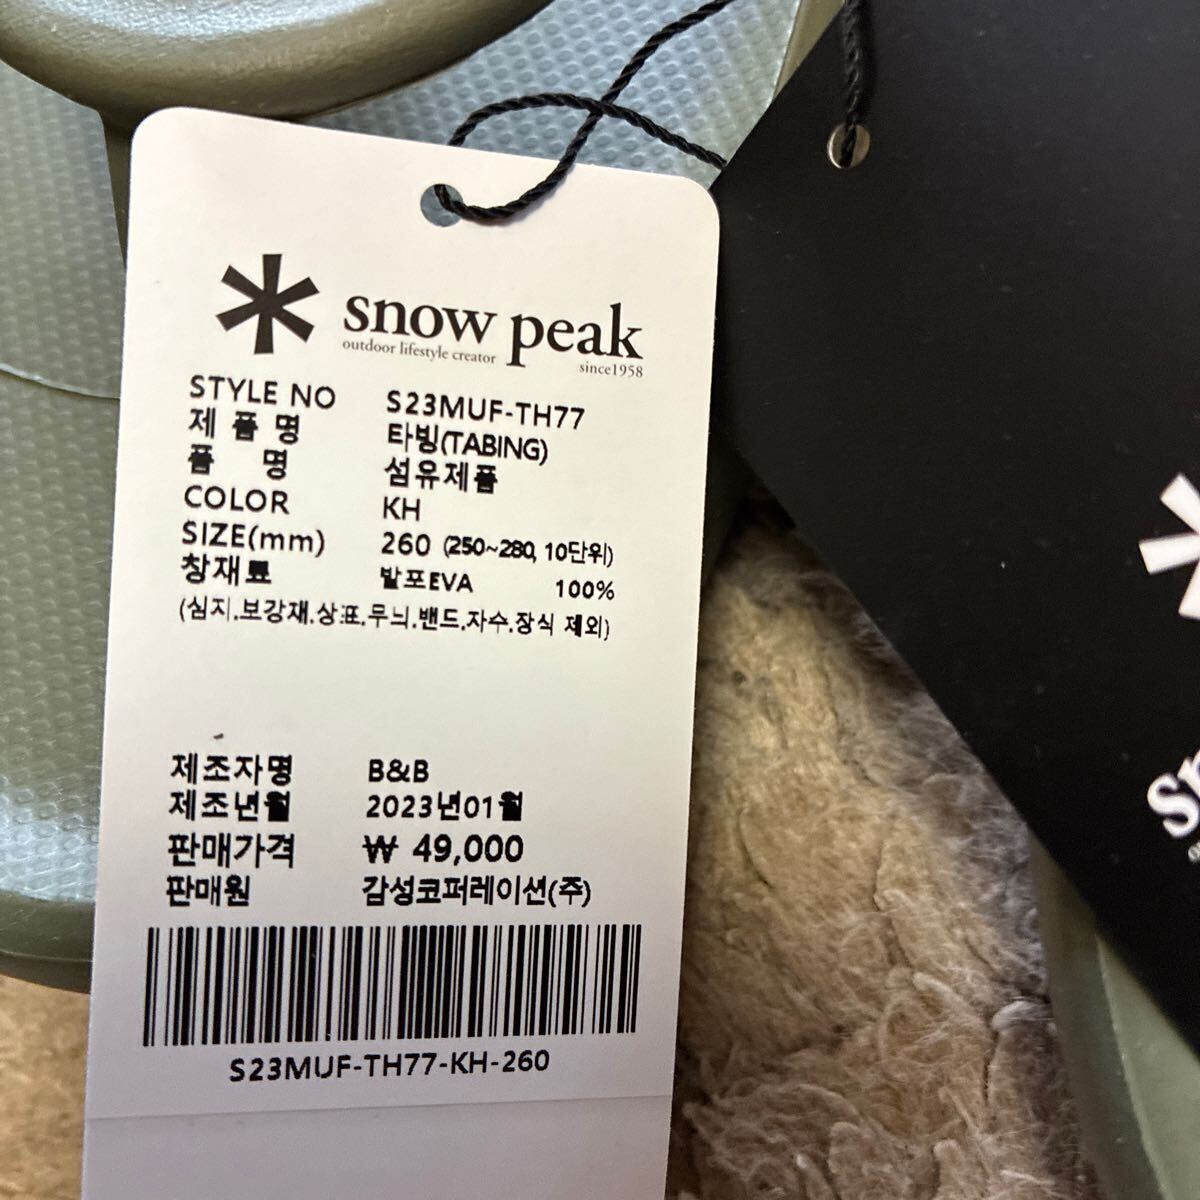 snow peak
outdoor lifestyle creator
since1958
STYLE NO S23MUF-TH77
제 품 명 타빙(TABING)
품 명 섬유제품
COLOR KH
SIZE(mm) 260 (250~280, 10단위)
창재료 발포EVA 100%
(심지.보강재.상표.무늬.밴드.자수.장식 제외)
제조자명 B&B
제조년월 2023년01월
판매가격 ₩ 49,000
판매원 감성코퍼레이션(주)
S23MUF-TH77-KH-260